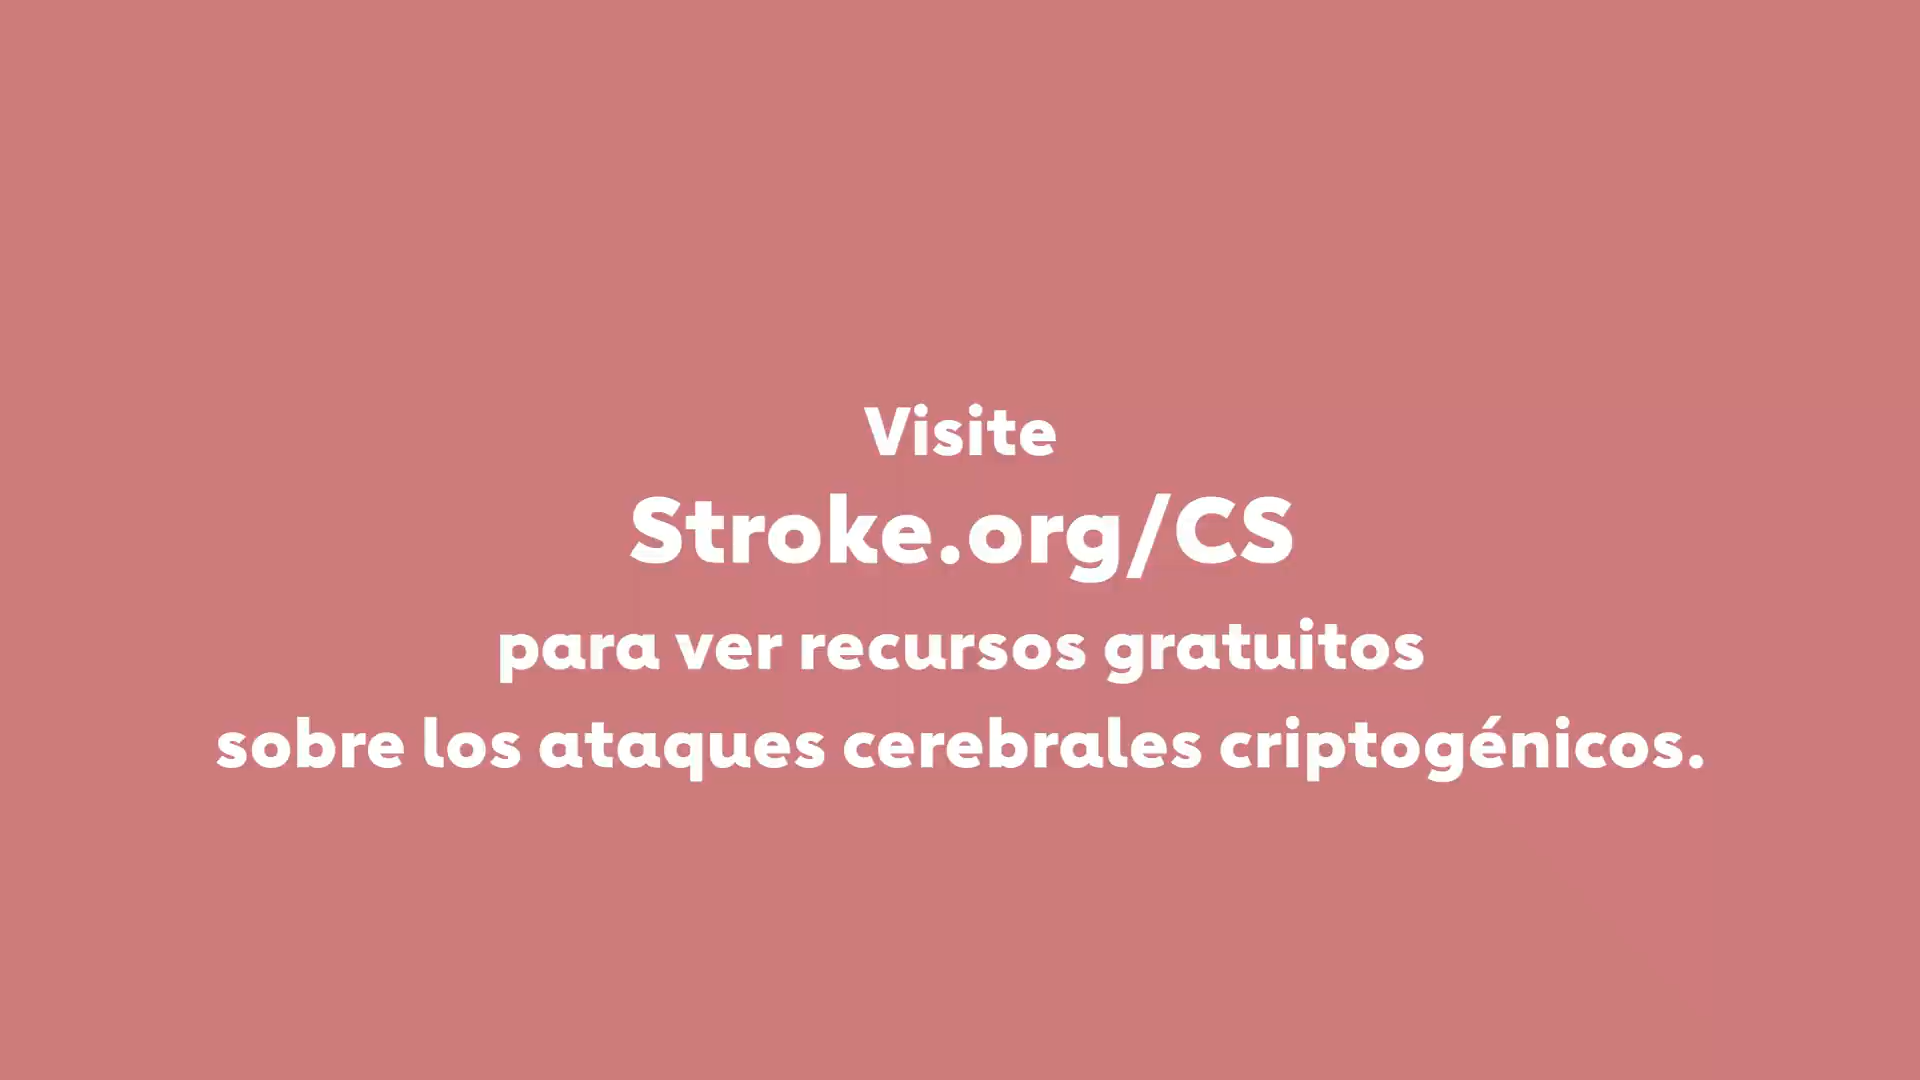 Visite
Stroke.org/CS
para ver recursos gratuitos
sobre los ataques cerebrales criptogénicos.